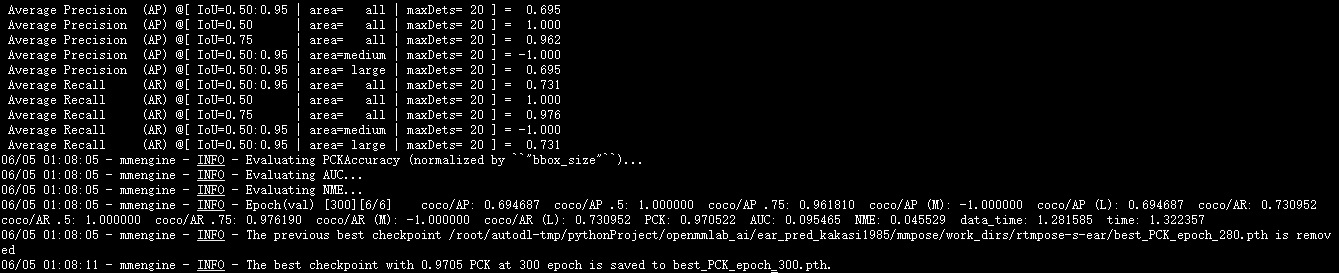 Average Precision  (AP) @[ IoU=0.50:0.95 | area=   all | maxDets= 20 ] =  0.695
Average Precision  (AP) @[ IoU=0.50      | area=   all | maxDets= 20 ] =  1.000
Average Precision  (AP) @[ IoU=0.75      | area=   all | maxDets= 20 ] =  0.962
Average Precision  (AP) @[ IoU=0.50:0.95 | area=medium | maxDets= 20 ] = -1.000
Average Precision  (AP) @[ IoU=0.50:0.95 | area= large | maxDets= 20 ] =  0.695
Average Recall     (AR) @[ IoU=0.50:0.95 | area=   all | maxDets= 20 ] =  0.731
Average Recall     (AR) @[ IoU=0.50      | area=   all | maxDets= 20 ] =  1.000
Average Recall     (AR) @[ IoU=0.75      | area=   all | maxDets= 20 ] =  0.976
Average Recall     (AR) @[ IoU=0.50:0.95 | area=medium | maxDets= 20 ] = -1.000
Average Recall     (AR) @[ IoU=0.50:0.95 | area= large | maxDets= 20 ] =  0.731
06/05 01:08:05 - mmengine - INFO - Evaluating PCKAccuracy (normalized by ``"bbox_size"``)...
06/05 01:08:05 - mmengine - INFO - Evaluating AUC...
06/05 01:08:05 - mmengine - INFO - Evaluating NME...
06/05 01:08:05 - mmengine - INFO - Epoch(val) [300][6/6]    coco/AP: 0.694687  coco/AP .5: 1.000000  coco/AP .75: 0.961810  coco/AP (M): -1.000000  coco/AP (L): 0.694687  coco/AR: 0.730952
coco/AR .5: 1.000000  coco/AR .75: 0.976190  coco/AR (M): -1.000000  coco/AR (L): 0.730952  PCK: 0.970522  AUC: 0.095465  NME: 0.045529  data_time: 1.281585  time: 1.322357
06/05 01:08:05 - mmengine - INFO - The previous best checkpoint /root/autodl-tmp/pythonProject/openmmlab_ai/ear_pred_kakasi1985/mmpose/work_dirs/rtmpose-s-ear/best_PCK_epoch_280.pth is remov
ed
06/05 01:08:11 - mmengine - INFO - The best checkpoint with 0.9705 PCK at 300 epoch is saved to best_PCK_epoch_300.pth.